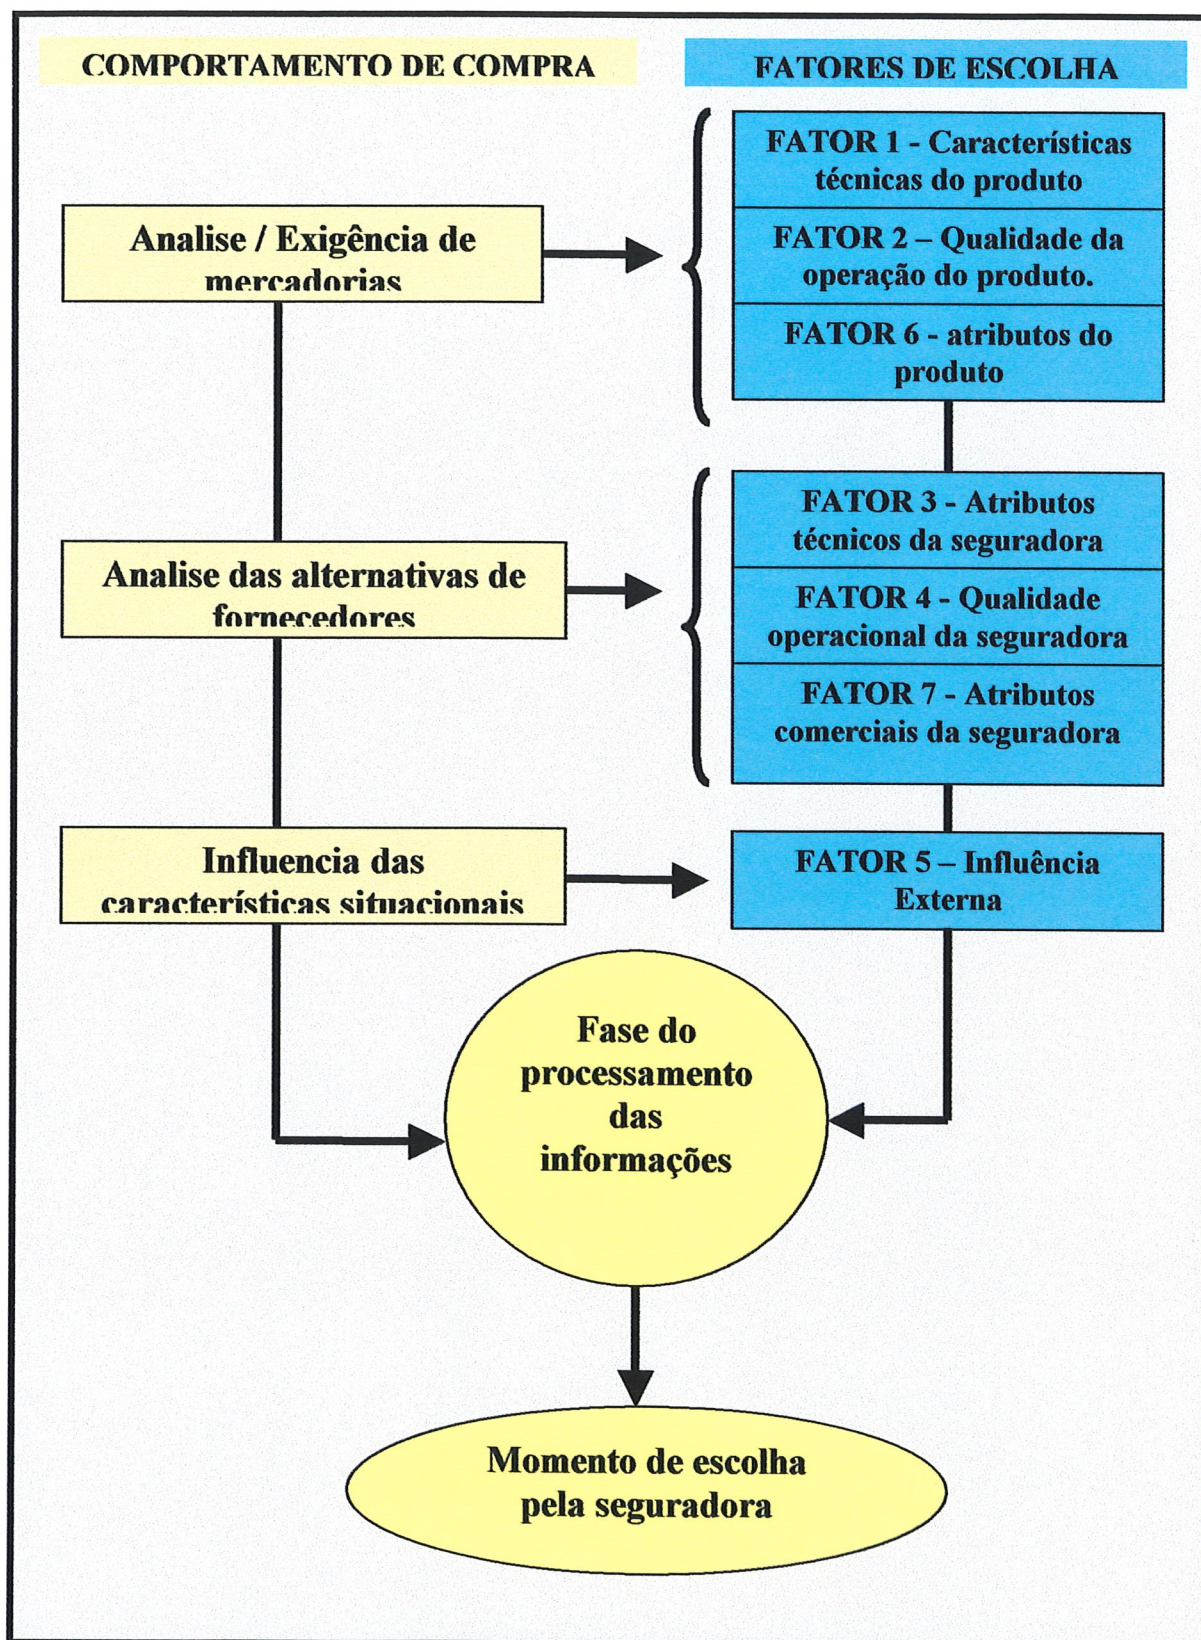 COMPORTAMENTO DE COMPRA
FATORES DE ESCOLHA
FATOR 1 - Características
técnicas do produto
Analise / Exigência de
mercadorias
FATOR 2 – Qualidade da
operação do produto.
FATOR 6 - atributos do
produto
FATOR 3 - Atributos
técnicos da seguradora
Analise das alternativas de
fornecedores
FATOR 4 - Qualidade
operacional da seguradora
FATOR 7 - Atributos
comerciais da seguradora
Influencia das
características situacionais
FATOR 5 – Influência
Externa
Fase do
processamento
das
informações
Momento de escolha
pela seguradora